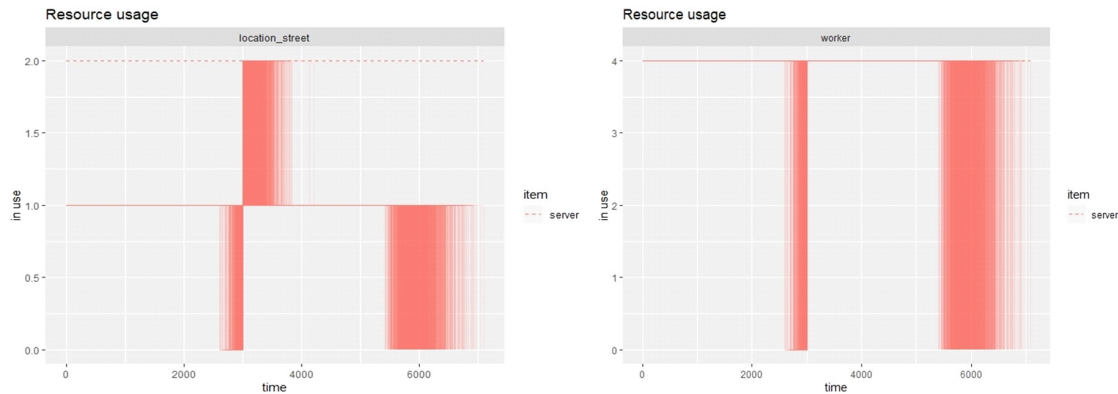 Resource usage
location_street
2.0
1.5
1.0
0.5
0.0
in use
0
2000
4000
6000
time
item
server
Resource usage
worker
4
3
2
1
0
in use
0
2000
4000
6000
time
item
server